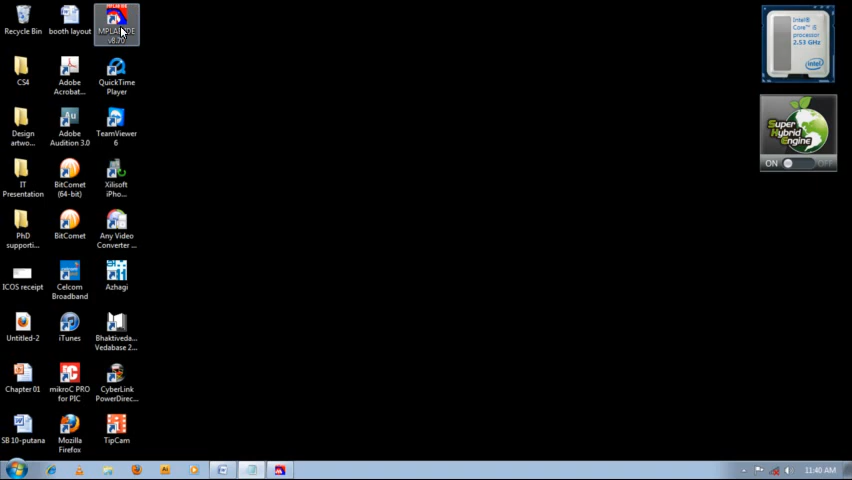 Recycle Bin
booth layout
MPLAB IDE
v8.70
CS4
Adobe
Acrobat...
QuickTime
Player
Design
artwo...
Au
Adobe
Audition 3.0
TeamViewer
6
IT
Presentation
BitComet
(64-bit)
Xilisoft
iPho...
PhD
supporti...
BitComet
Any Video
Converter ...
ICOS receipt
Celcom
Broadband
Azhagi
Untitled-2
iTunes
Bhaktiveda...
Vedabase 2...
Chapter 01
mikroC PRO
for PIC
CyberLink
PowerDirec...
SB 10-putana
Mozilla
Firefox
TipCam
Intel®
Core™ i5
processor
2.53 GHz
intel
Super
Hybrid
Engine
ON
OFF
Ai
11:40 AM